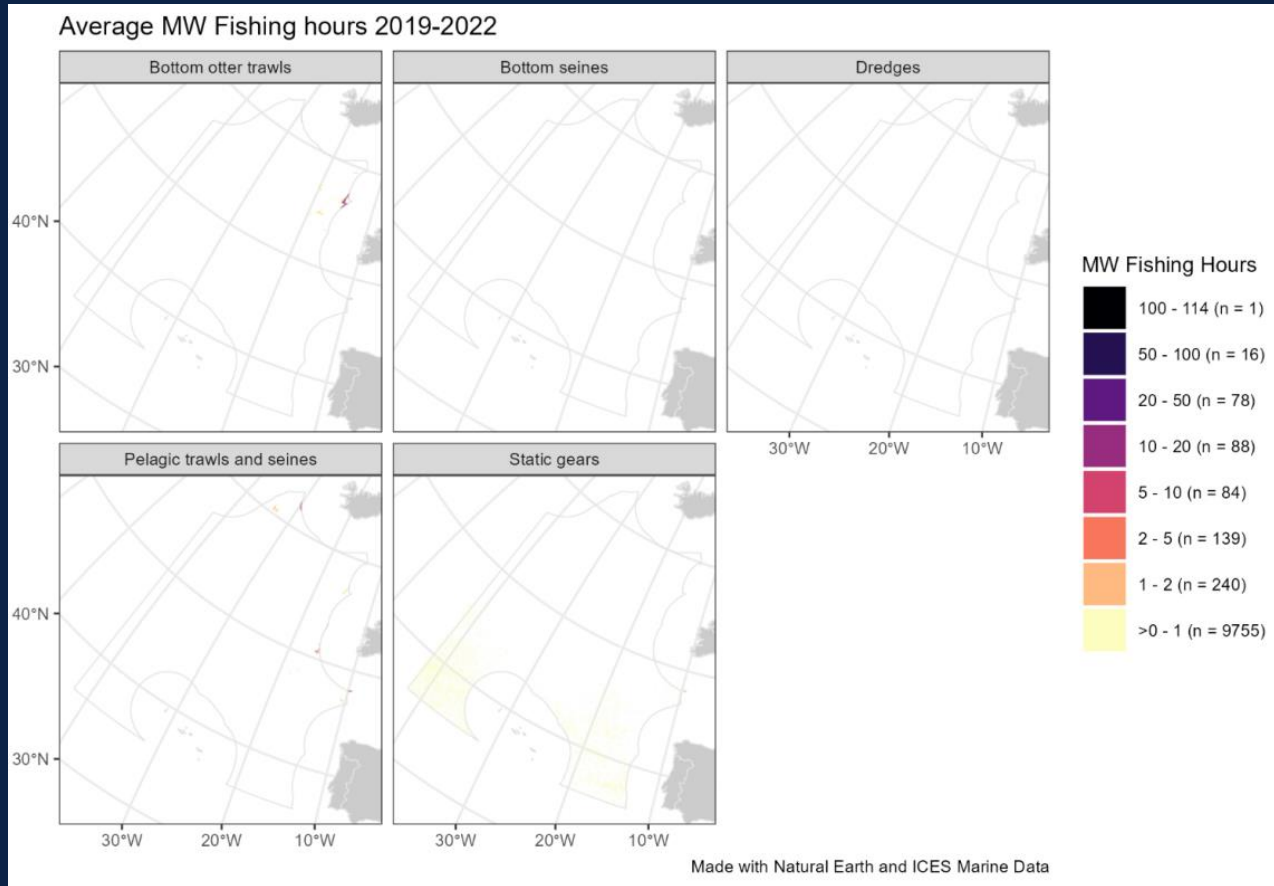 Average MW Fishing hours 2019-2022
Bottom otter trawls
Bottom seines
Dredges
40°N
30°N
30°W
20°W
10°W
Pelagic trawls and seines
Static gears
40°N
30°N
30°W
20°W
10°W
30°W
20°W
10°W
MW Fishing Hours
100 - 114 (n = 1)
50 - 100 (n = 16)
20 - 50 (n = 78)
10 - 20 (n = 88)
5 - 10 (n = 84)
2 - 5 (n = 139)
1 - 2 (n = 240)
>0 - 1 (n = 9755)
Made with Natural Earth and ICES Marine Data